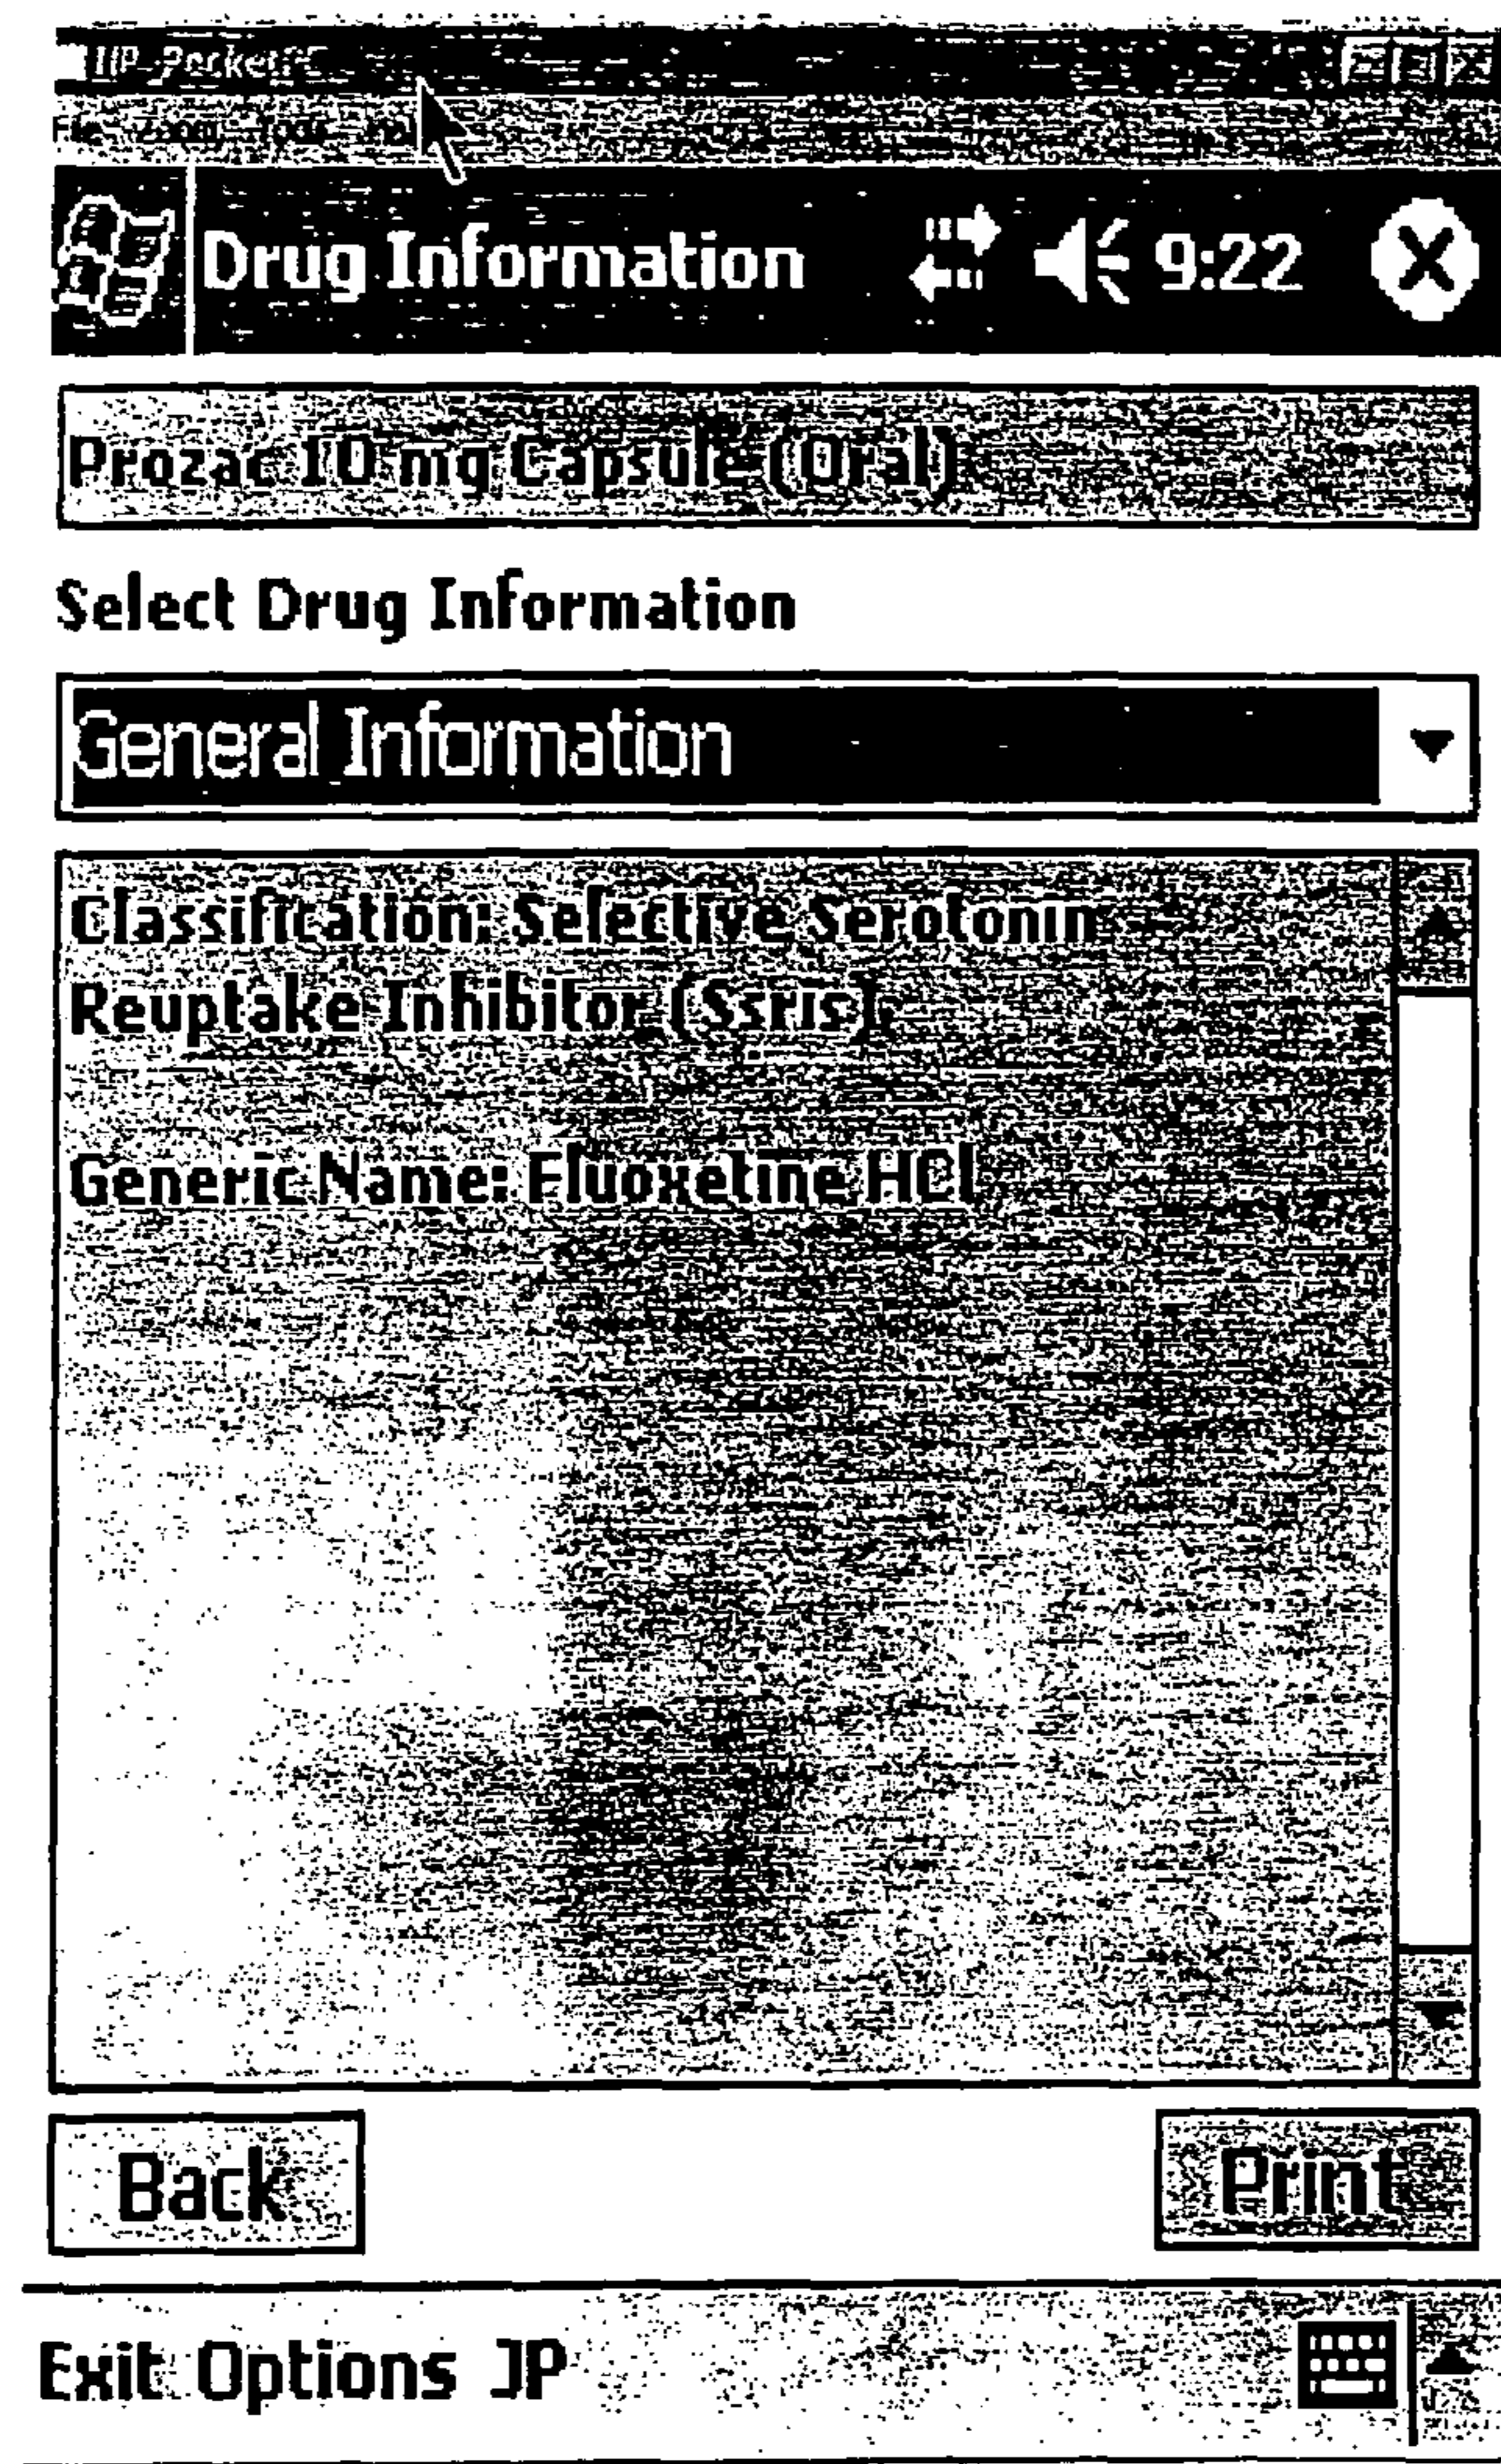 Drug Information 9:22
Prozac 10 mg Capsule (Oral)
Select Drug Information
General Information
Classification: Selective Serotonin
Reuptake Inhibitor (Ssris)
Generic Name: Fluoxetine HCl
Back
Print
Exit Options JP